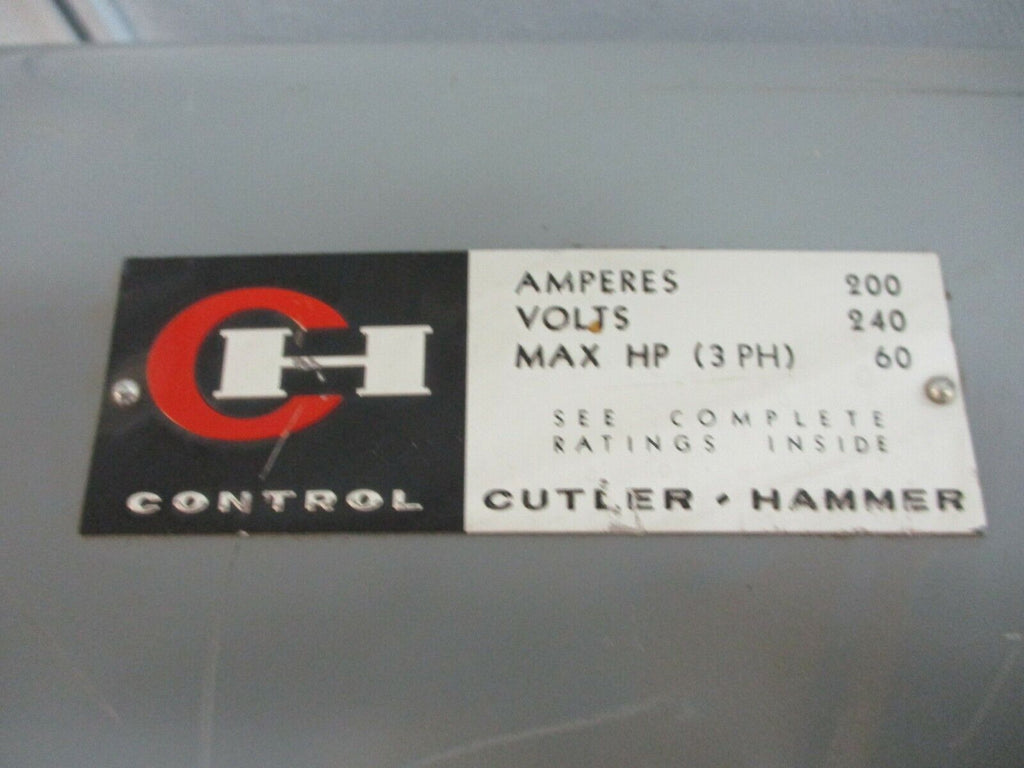 CH
CONTROL
AMPERES 200
VOLTS 240
MAX HP (3 PH) 60
SEE COMPLETE
RATINGS INSIDE
CUTLER • HAMMER